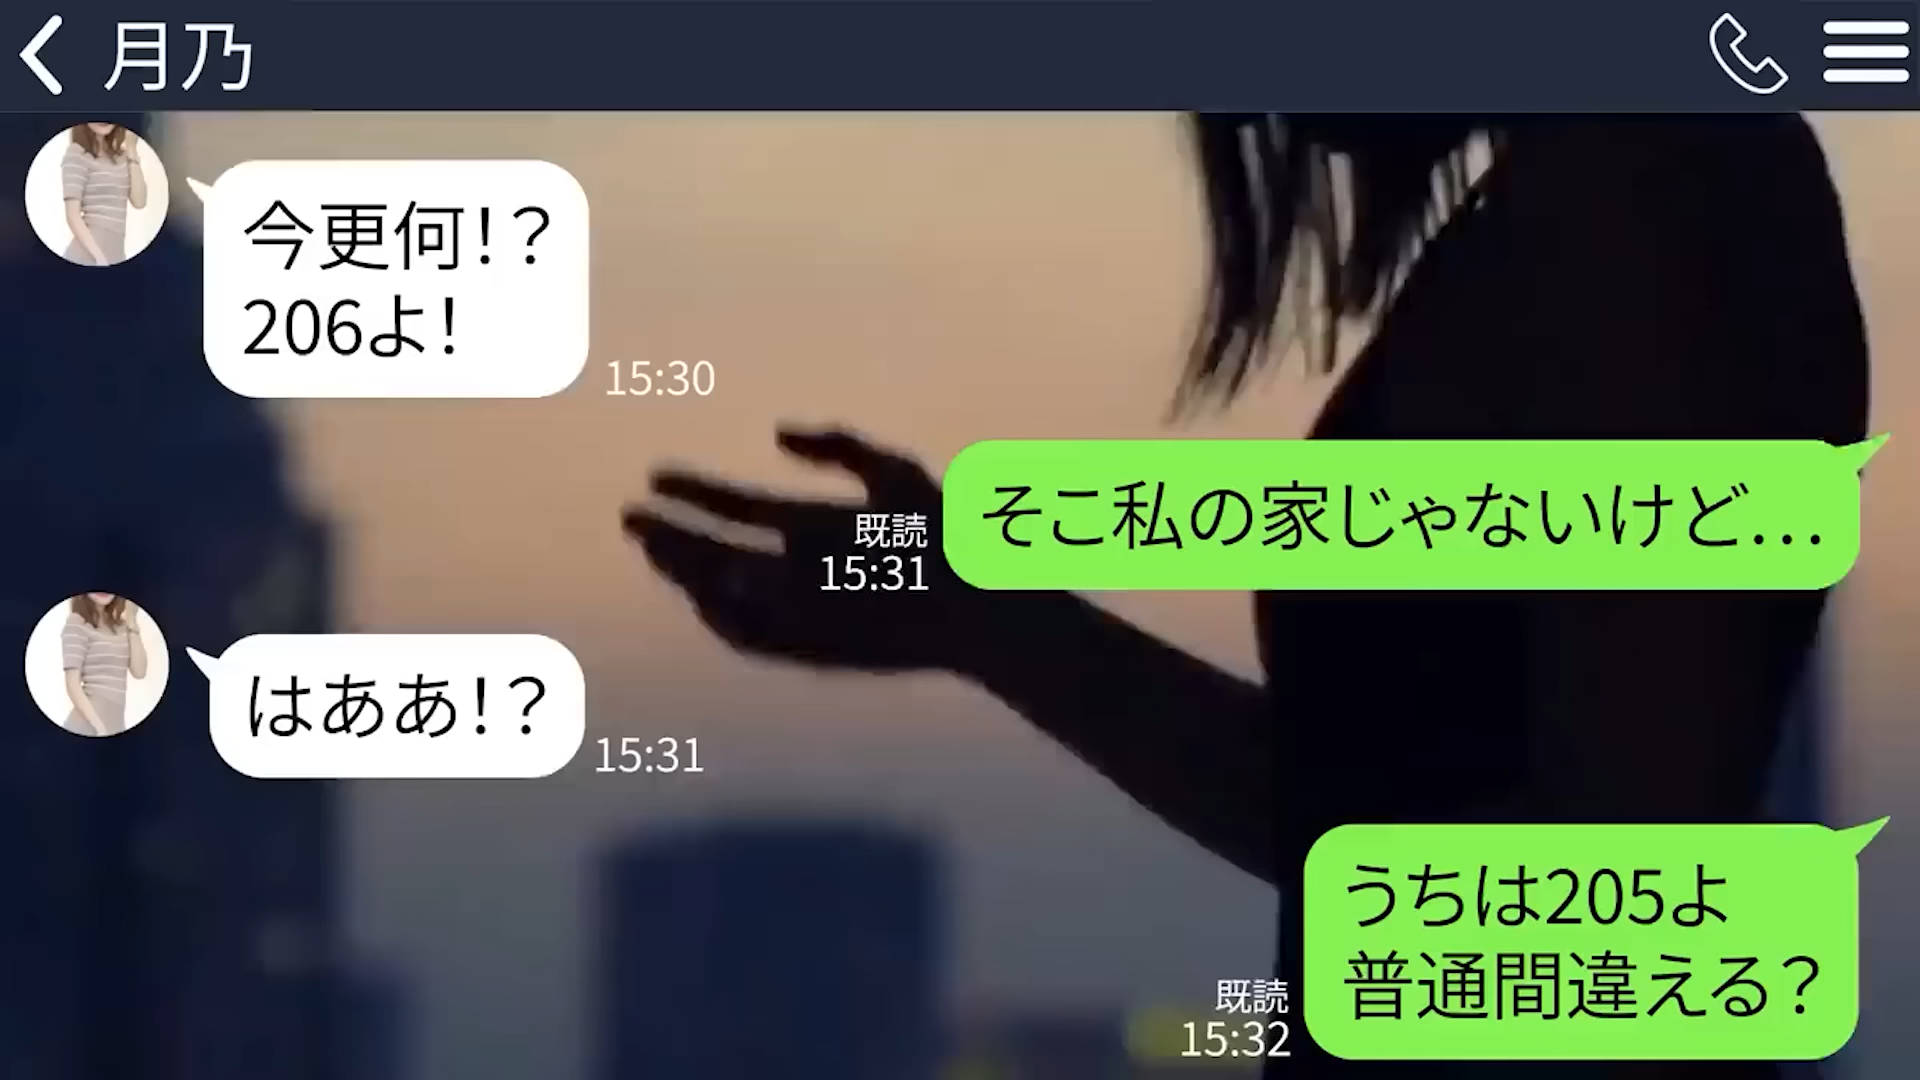 月乃
今更何！？
206よ！
15:30
そこ私の家じゃないけど…
既読
15:31
はああ！？
15:31
うちは205よ
普通間違える？
既読
15:32